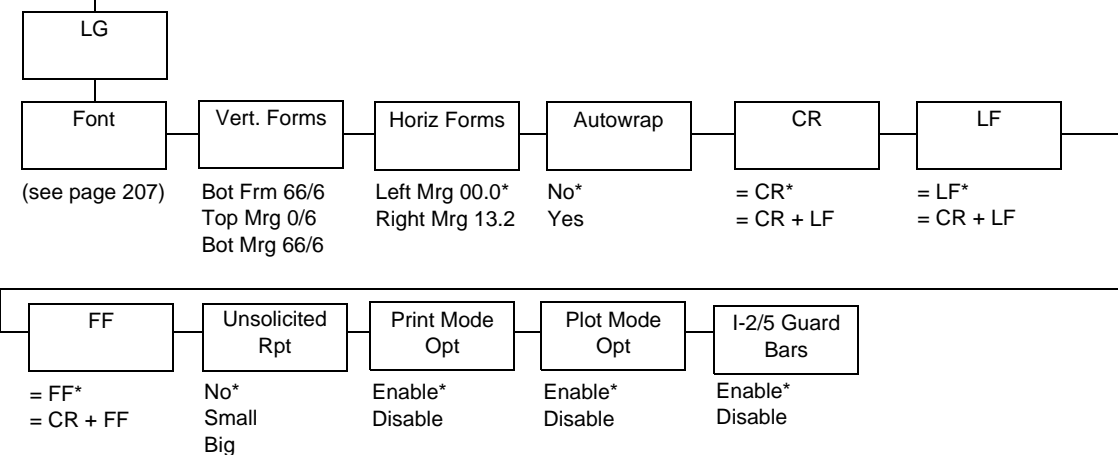 LG
Font
Vert. Forms
Horiz Forms
Autowrap
CR
LF
(see page 207)
Bot Frm 66/6
Top Mrg 0/6
Bot Mrg 66/6
Left Mrg 00.0*
Right Mrg 13.2
No*
Yes
= CR*
= CR + LF
= LF*
= CR + LF
FF
Unsolicited
Rpt
Print Mode
Opt
Plot Mode
Opt
I-2/5 Guard
Bars
= FF*
= CR + FF
No*
Small
Big
Enable*
Disable
Enable*
Disable
Enable*
Disable